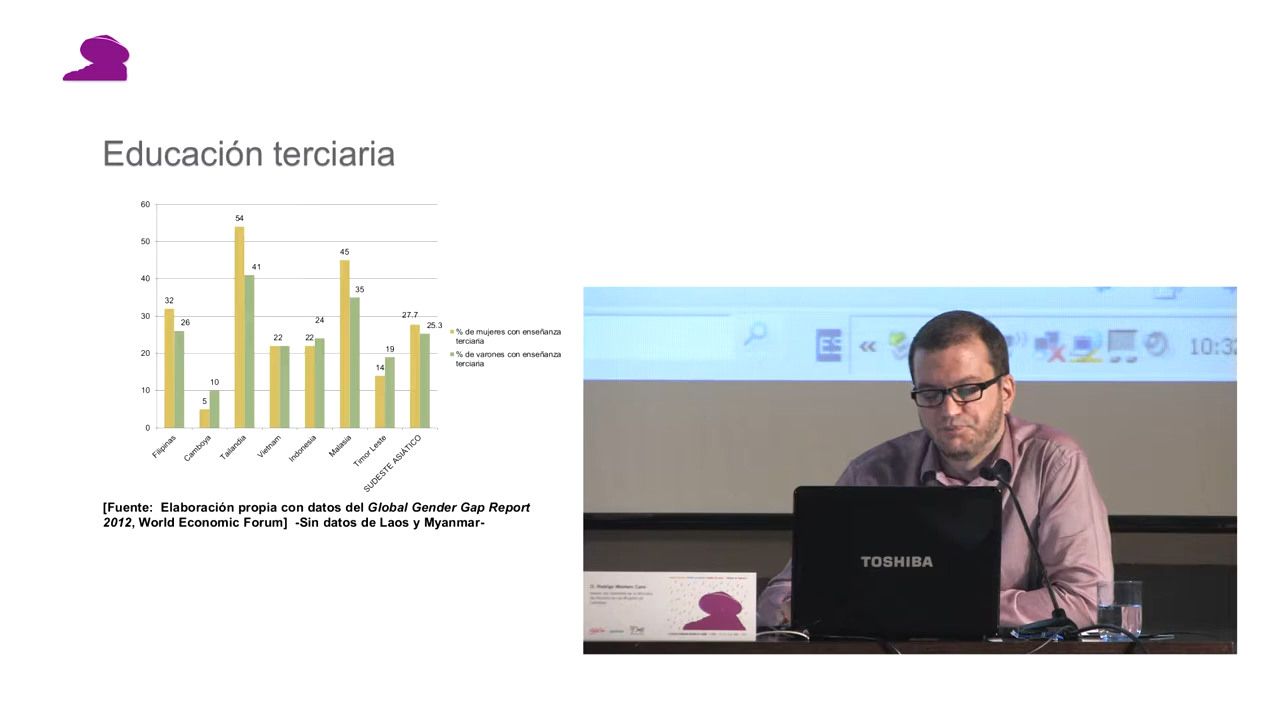 Educación terciaria
60
50
40
30
20
10
0
32
26
5
10
54
41
22
22
24
45
35
14
19
27.7
25.3
Filipinas
Camboya
Tailandia
Vietnam
Indonesia
Malasia
Timor Leste
SUDESTE ASIÁTICO
% de mujeres con enseñanza
terciaria
% de varones con enseñanza
terciaria
[Fuente: Elaboración propia con datos del Global Gender Gap Report
2012, World Economic Forum] -Sin datos de Laos y Myanmar-
ES
«
10:32
TOSHIBA